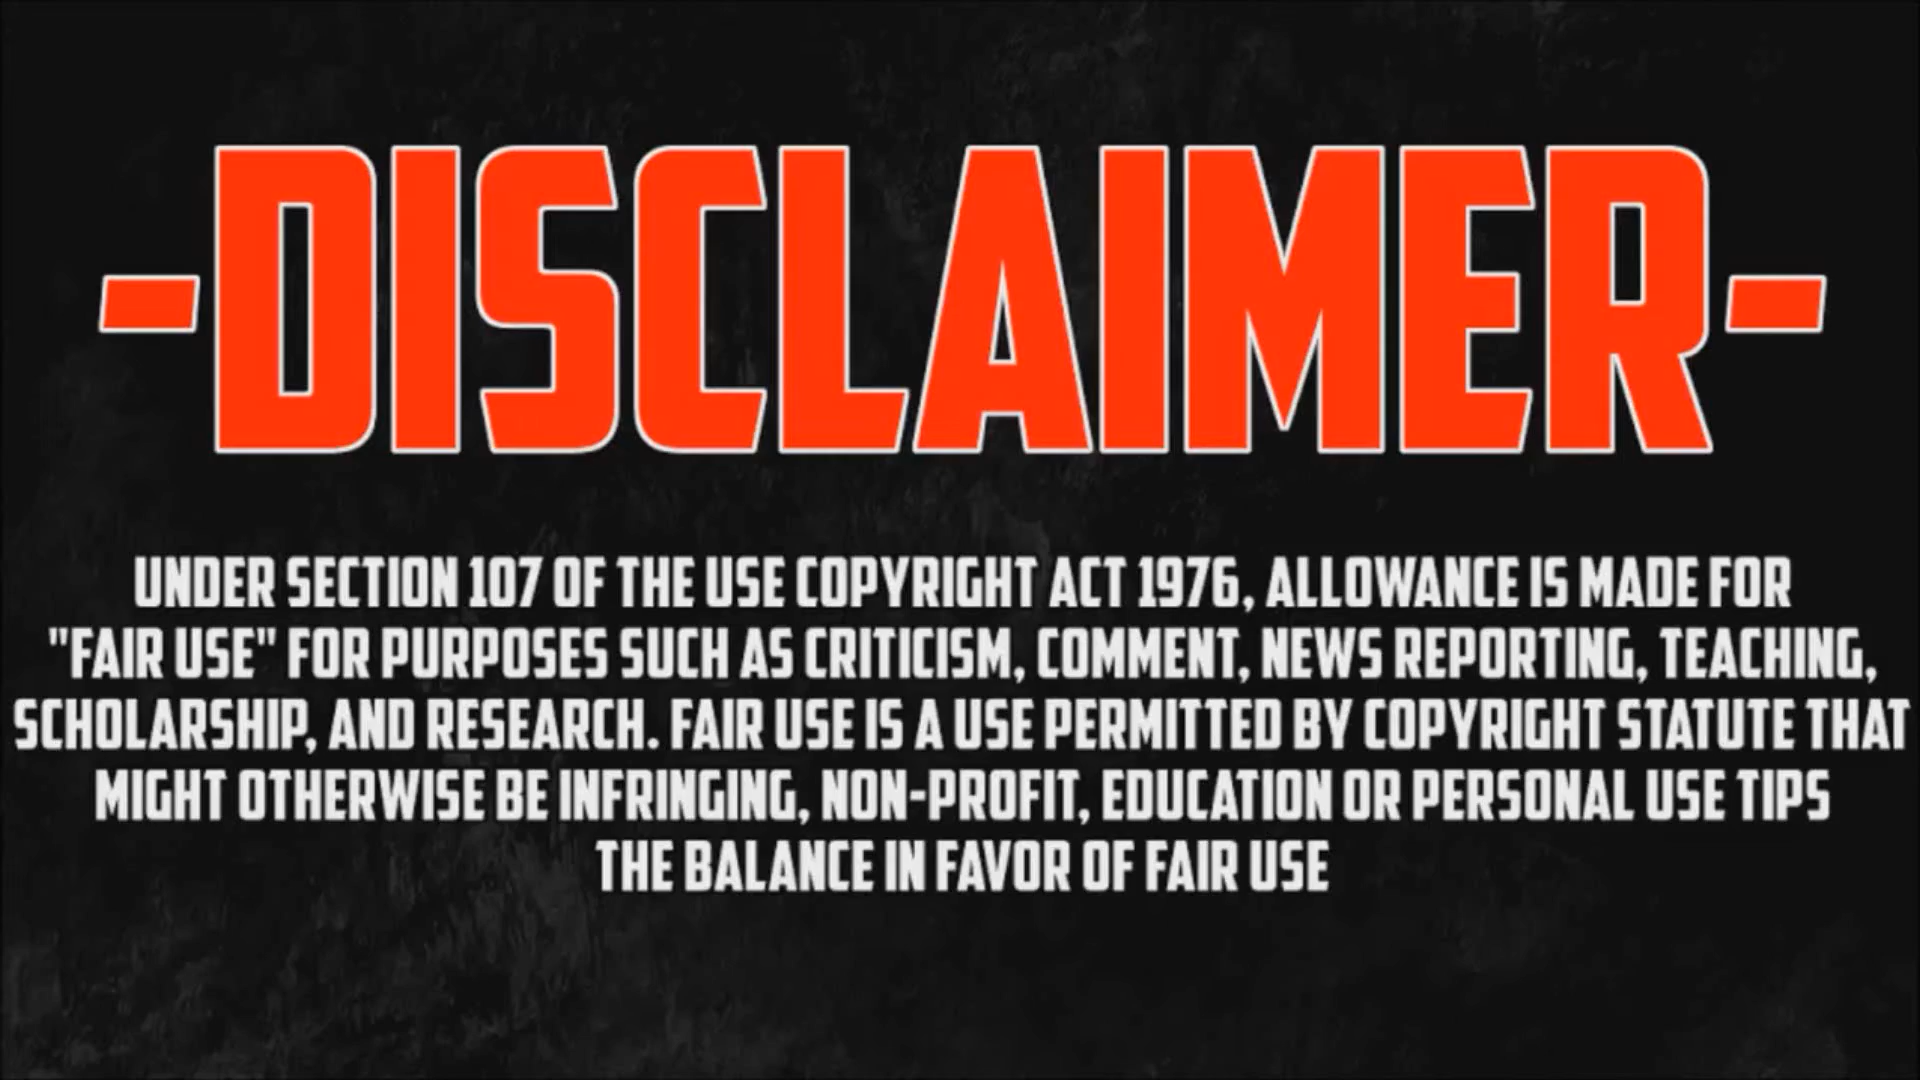 -DISCLAIMER-
UNDER SECTION 107 OF THE USE COPYRIGHT ACT 1976, ALLOWANCE IS MADE FOR
"FAIR USE" FOR PURPOSES SUCH AS CRITICISM, COMMENT, NEWS REPORTING, TEACHING,
SCHOLARSHIP, AND RESEARCH. FAIR USE IS A USE PERMITTED BY COPYRIGHT STATUTE THAT
MIGHT OTHERWISE BE INFRINGING, NON-PROFIT, EDUCATION OR PERSONAL USE TIPS
THE BALANCE IN FAVOR OF FAIR USE